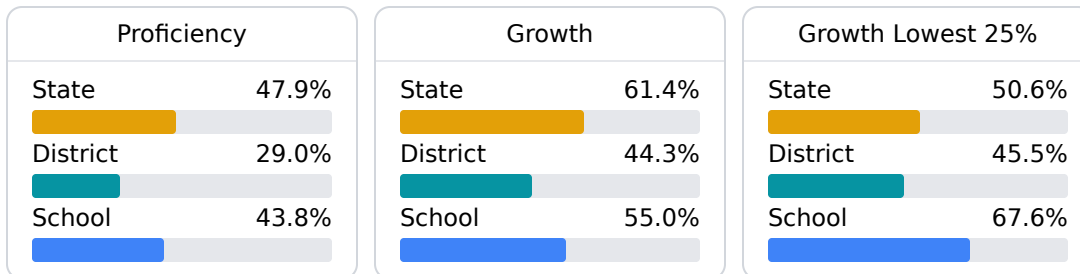 Proficiency
State 47.9%
District 29.0%
School 43.8%
Growth
State 61.4%
District 44.3%
School 55.0%
Growth Lowest 25%
State 50.6%
District 45.5%
School 67.6%